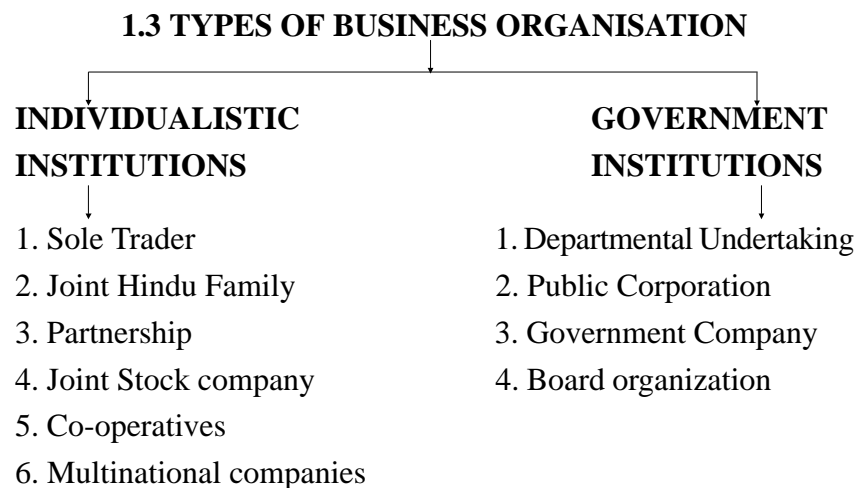 1.3 TYPES OF BUSINESS ORGANISATION
INDIVIDUALISTIC
INSTITUTIONS
1. Sole Trader
2. Joint Hindu Family
3. Partnership
4. Joint Stock company
5. Co-operatives
6. Multinational companies
GOVERNMENT
INSTITUTIONS
1. Departmental Undertaking
2. Public Corporation
3. Government Company
4. Board organization